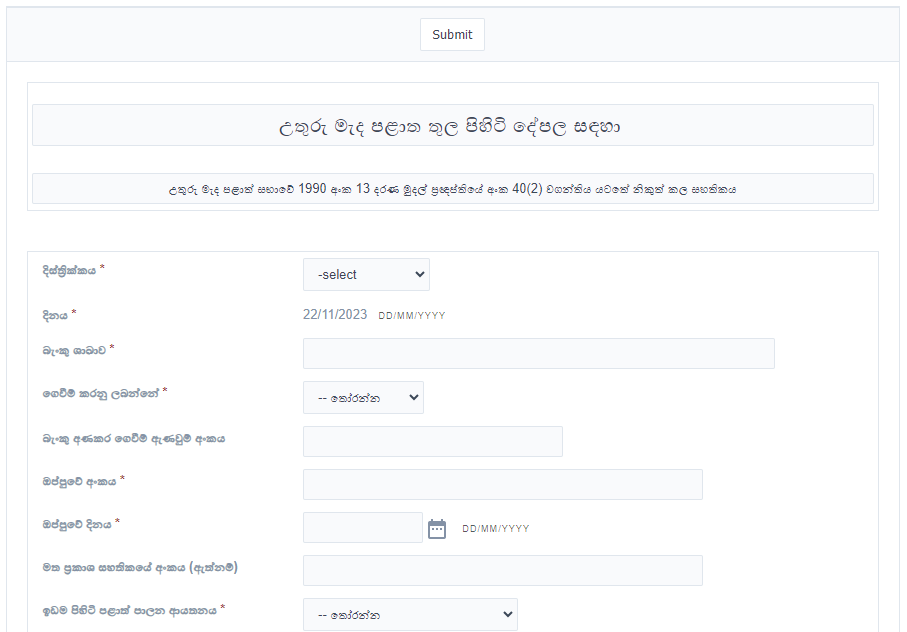 Submit
උතුරු මැද පළාත තුල පිහිටි දේපල සඳහා
උතුරු මැද පළාත් සභාවේ 1990 අංක 13 දරණ මුදල් ප්‍රඥප්තියේ අංක 40(2) වගන්තිය යටතේ නිකුත් කල සහතිකය
දිස්ත්‍රික්කය * -select
දිනය * 22/11/2023 DD/MM/YYYY
බැංකු ශාඛාව *
ගෙවීම් කරනු ලබන්නේ * -- තෝරන්න
බැංකු අණකර ගෙවීම් ඇණවුම් අංකය
ඔප්පුවේ අංකය *
ඔප්පුවේ දිනය * DD/MM/YYYY
මත ප්‍රකාශ සහතිකයේ අංකය (ඇත්නම්)
ඉඩම පිහිටි පළාත් පාලන ආයතනය * -- තෝරන්න